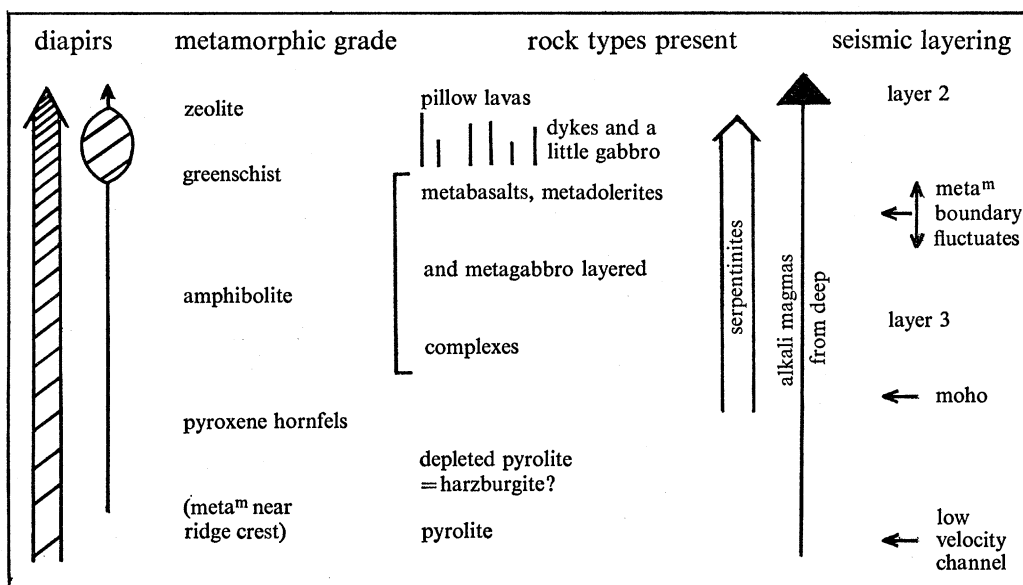 diapirs
metamorphic grade
rock types present
seismic layering
zeolite
greenschist
amphibolite
pyroxene hornfels
(metaᵐ near
ridge crest)
pillow lavas
dykes and a
little gabbro
metabasalts, metadolerites
and metagabbro layered
complexes
depleted pyrolite
=harzburgite?
pyrolite
serpentinites
alkali magmas
from deep
layer 2
metaᵐ
boundary
fluctuates
layer 3
moho
low
velocity
channel